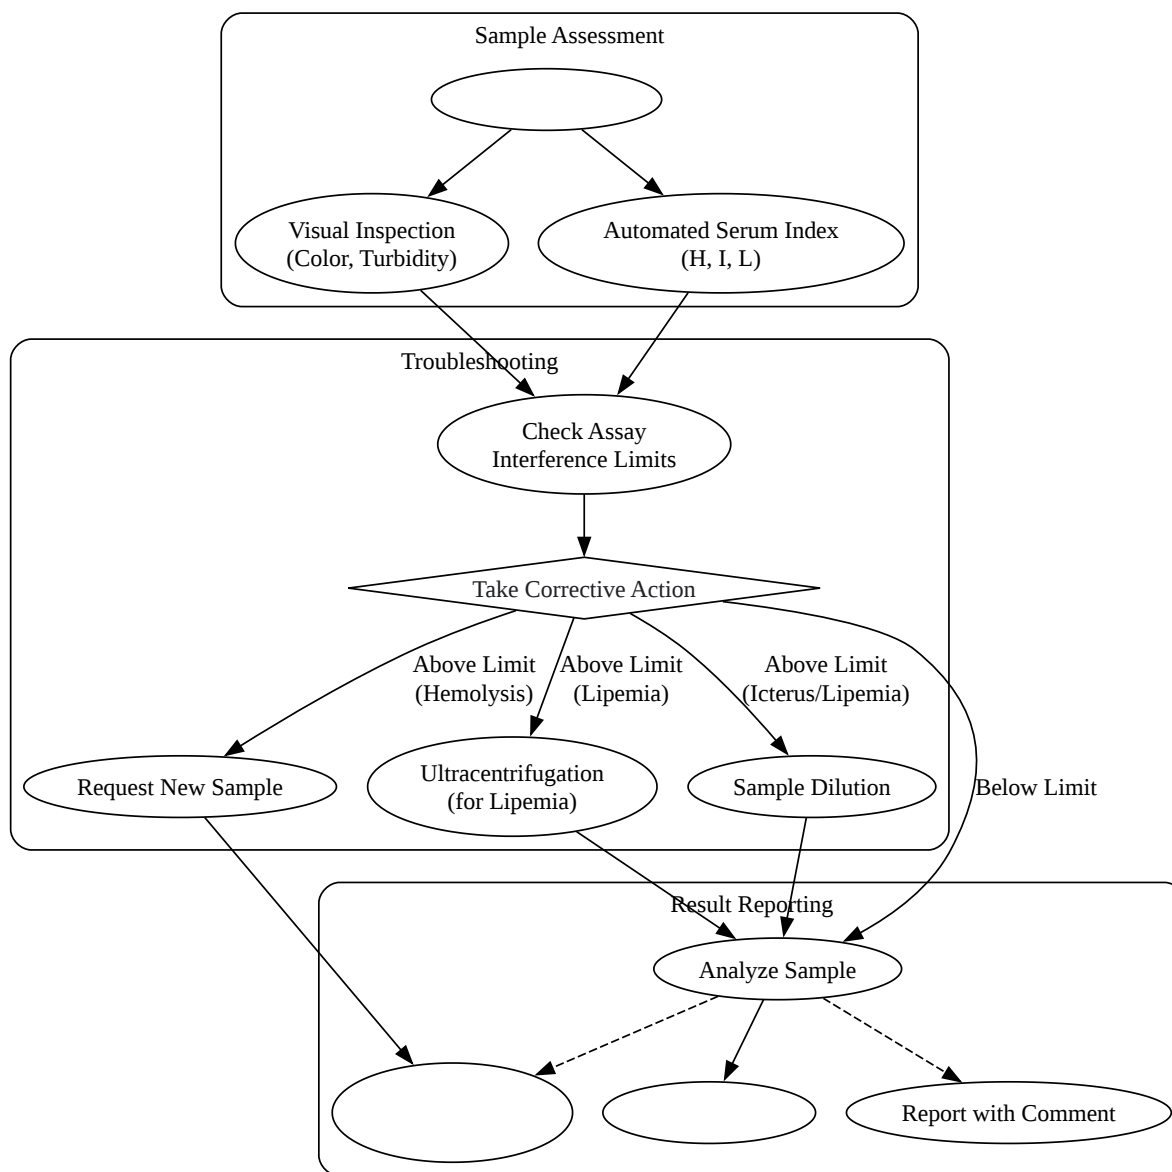 Sample Assessment
Visual Inspection
(Color, Turbidity)
Automated Serum Index
(H, I, L)
Troubleshooting
Check Assay
Interference Limits
Take Corrective Action
Above Limit
(Hemolysis)
Above Limit
(Lipemia)
Above Limit
(Icterus/Lipemia)
Request New Sample
Ultracentrifugation
(for Lipemia)
Sample Dilution
Below Limit
Result Reporting
Analyze Sample
Report with Comment